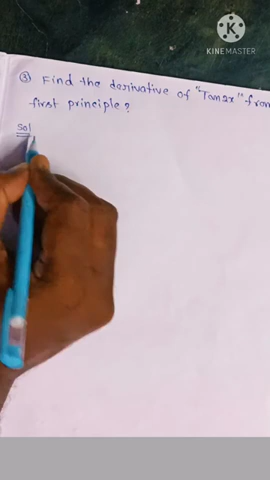 KINEMASTER
③ Find the derivative of "Tan2x" from
first principle?
Sol